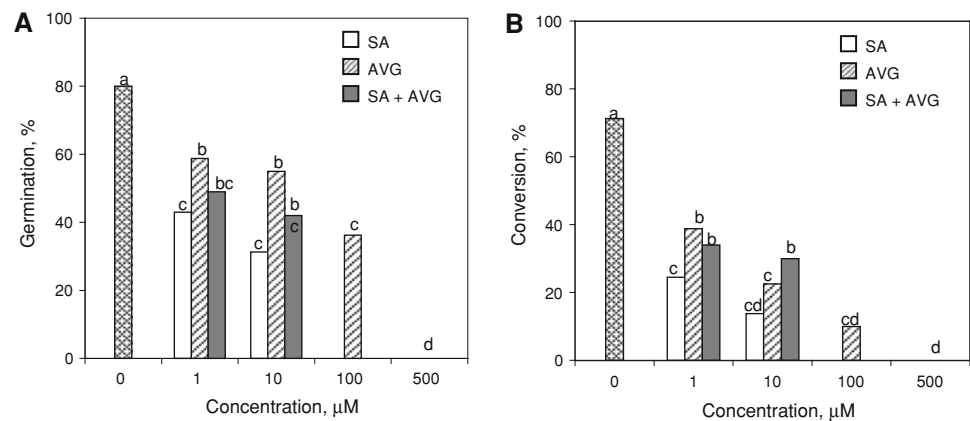 A
100
80
60
40
20
0
Germination, %
SA
AVG
SA + AVG
a
c
b
bc
c
b
b
c
c
d
0 1 10 100 500
Concentration, μM
B
100
80
60
40
20
0
Conversion, %
SA
AVG
SA + AVG
a
c
b
b
cd
c
b
cd
d
0 1 10 100 500
Concentration, μM